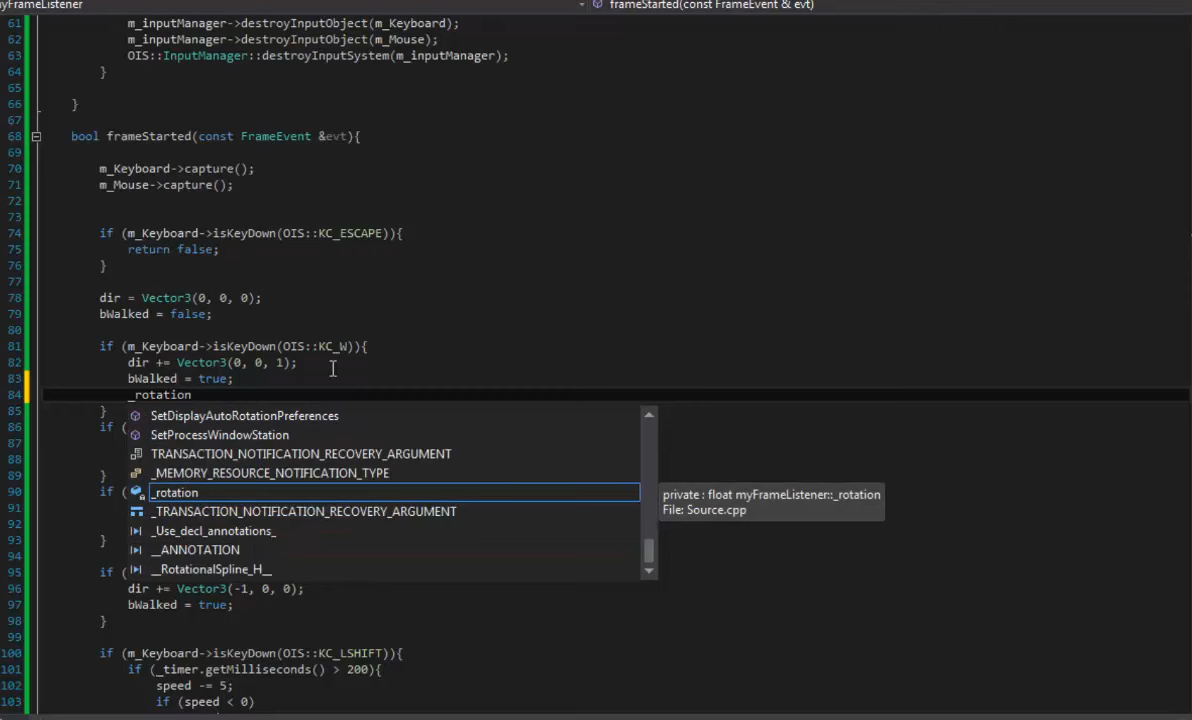 myFrameListener frameStarted(const FrameEvent & evt)
61 m_inputManager->destroyInputObject(m_Keyboard);
62 m_inputManager->destroyInputObject(m_Mouse);
63 OIS::InputManager::destroyInputSystem(m_inputManager);
64 }
65
66 }
67
68 bool frameStarted(const FrameEvent &evt){
69
70 m_Keyboard->capture();
71 m_Mouse->capture();
72
73
74 if (m_Keyboard->isKeyDown(OIS::KC_ESCAPE)){
75 return false;
76 }
77
78 dir = Vector3(0, 0, 0);
79 bWalked = false;
80
81 if (m_Keyboard->isKeyDown(OIS::KC_W)){
82 dir += Vector3(0, 0, 1);
83 bWalked = true;
84 _rotation
85 }
SetDisplayAutoRotationPreferences
86 if (
SetProcessWindowStation
87
88 TRANSACTION_NOTIFICATION_RECOVERY_ARGUMENT
89 } _MEMORY_RESOURCE_NOTIFICATION_TYPE
90 if ( _rotation private : float myFrameListener::_rotation
91 _TRANSACTION_NOTIFICATION_RECOVERY_ARGUMENT File: Source.cpp
92 _Use_decl_annotations_
93 }
94 __ANNOTATION
95 if ( __RotationalSpline_H__
96 dir += Vector3(-1, 0, 0);
97 bWalked = true;
98 }
99
100 if (m_Keyboard->isKeyDown(OIS::KC_LSHIFT)){
101 if (_timer.getMilliseconds() > 200){
102 speed -= 5;
103 if (speed < 0)